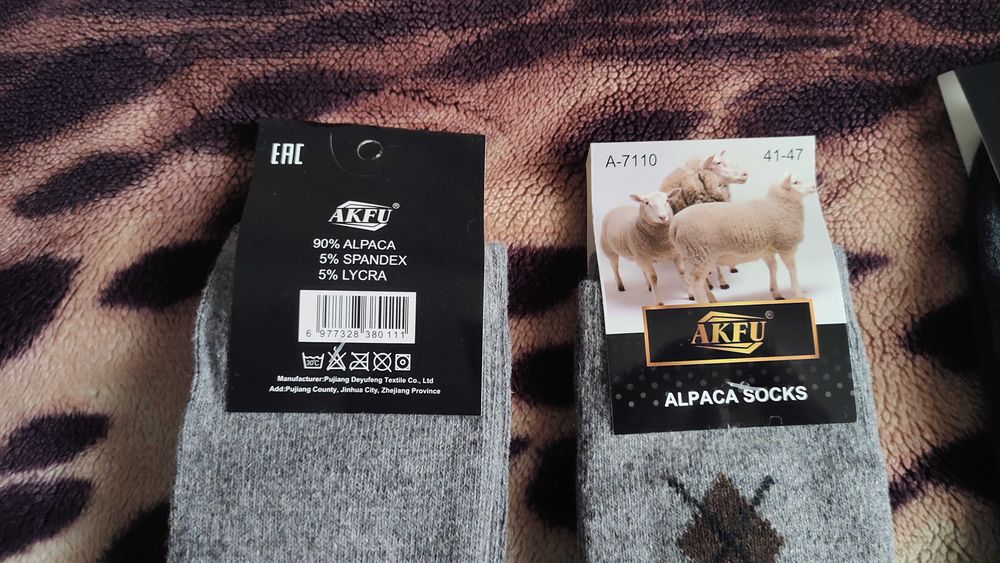 EAC
AKFU®
90% ALPACA
5% SPANDEX
5% LYCRA
6 977328 380111
30°C
Manufacturer:Pujiang Deyufeng Textile Co., Ltd
Add:Pujiang County, Jinhua City, Zhejiang Province
A-7110 41-47
AKFU®
ALPACA SOCKS